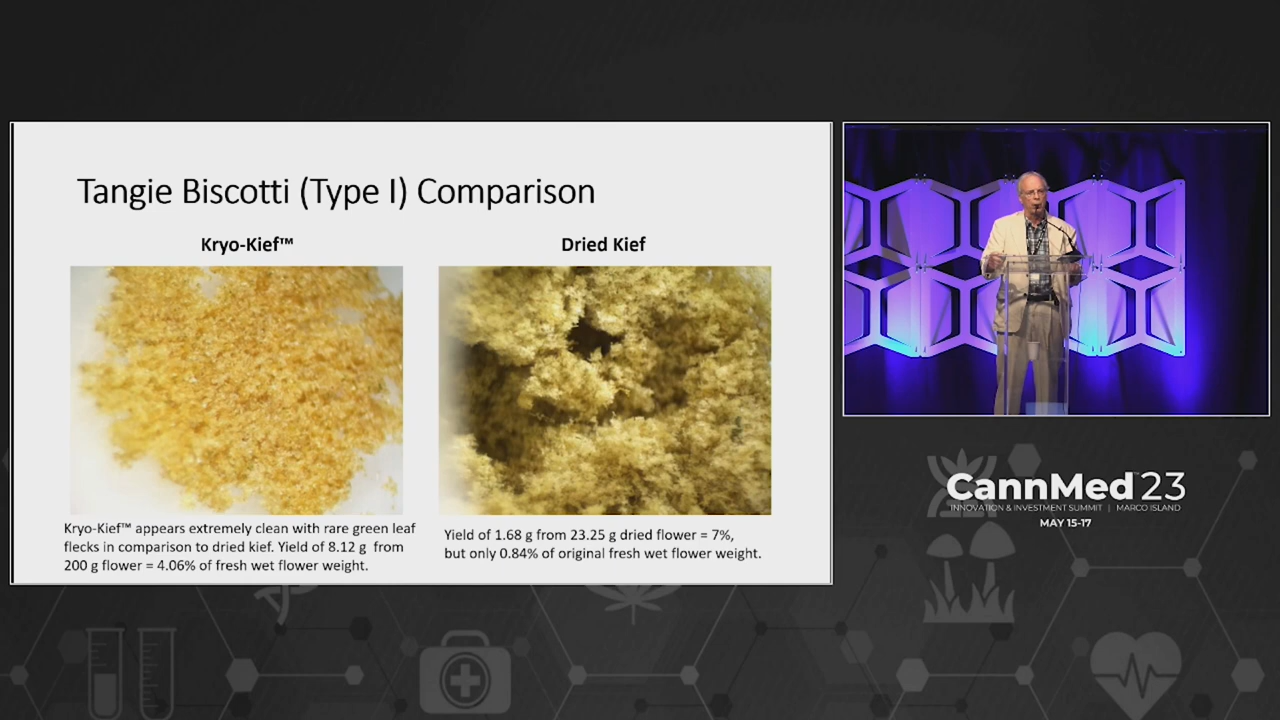 Tangie Biscotti (Type I) Comparison
Kryo-Kief™
Dried Kief
Kryo-Kief™ appears extremely clean with rare green leaf
flecks in comparison to dried kief. Yield of 8.12 g from
200 g flower = 4.06% of fresh wet flower weight.
Yield of 1.68 g from 23.25 g dried flower = 7%,
but only 0.84% of original fresh wet flower weight.
CannMed™23
INNOVATION & INVESTMENT SUMMIT | MARCO ISLAND
MAY 15-17